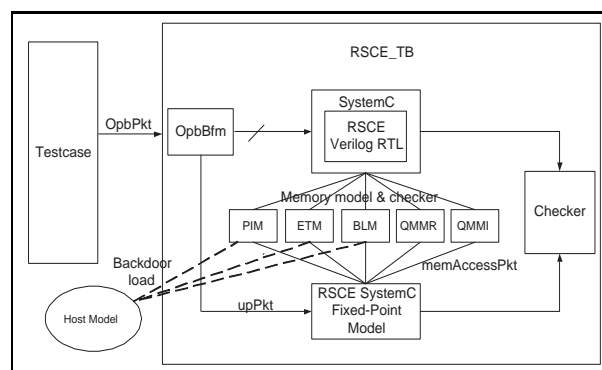 RSCE_TB
SystemC
OpbPkt
OpbBfm
RSCE
Verilog RTL
Testcase
Memory model & checker
PIM
ETM
BLM
QMMR
QMMI
Checker
Backdoor
load
memAccessPkt
upPkt
RSCE SystemC
Fixed-Point
Model
Host Model